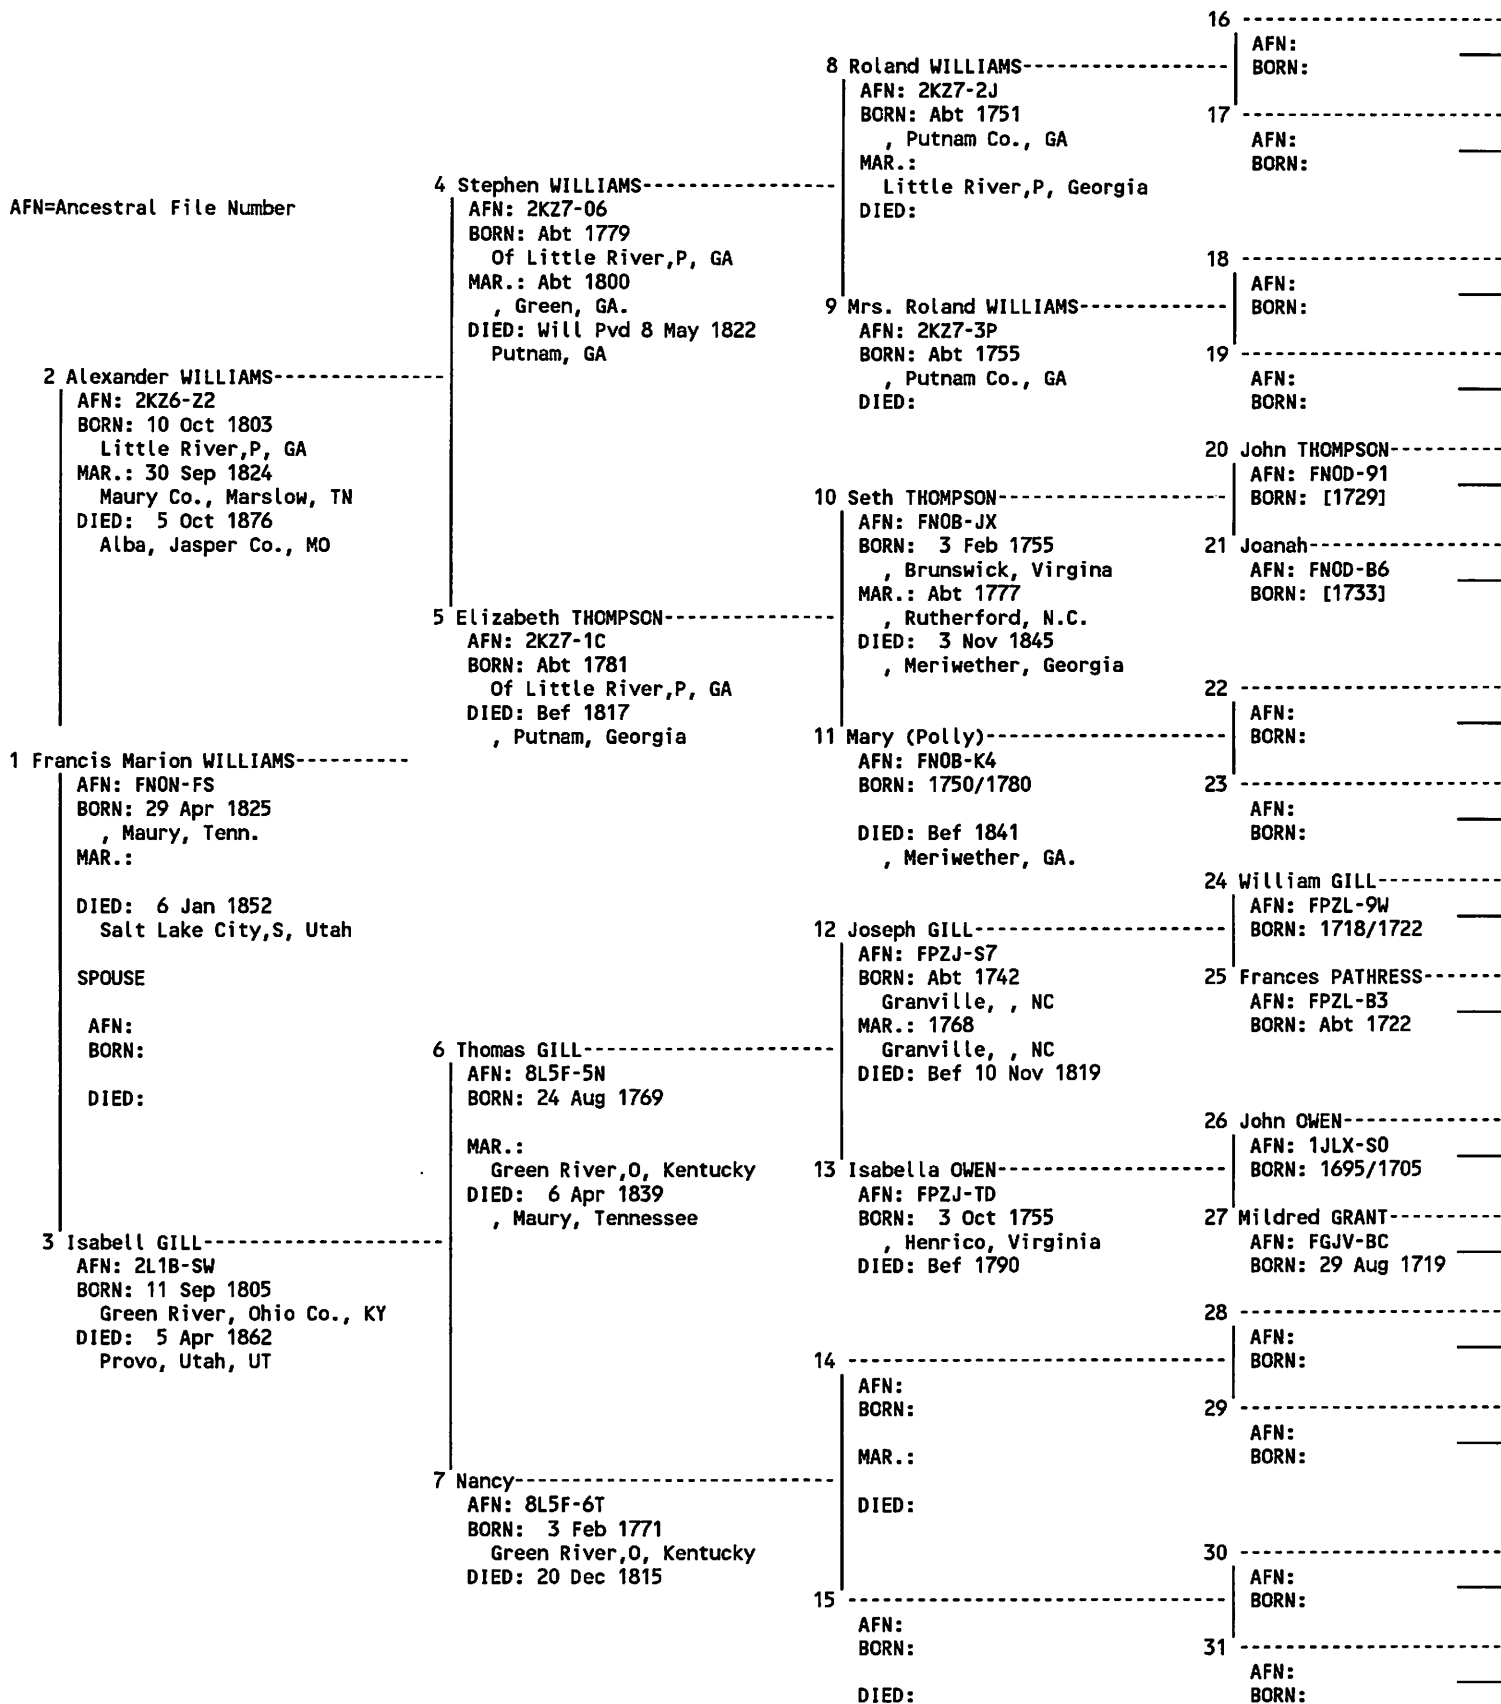 AFN=Ancestral File Number
1 Francis Marion WILLIAMS----------
AFN: FNON-FS
BORN: 29 Apr 1825
, Maury, Tenn.
MAR.:
DIED: 6 Jan 1852
Salt Lake City,S, Utah
SPOUSE
AFN:
BORN:
DIED:
2 Alexander WILLIAMS---------------
AFN: 2KZ6-Z2
BORN: 10 Oct 1803
Little River,P, GA
MAR.: 30 Sep 1824
Maury Co., Marslow, TN
DIED: 5 Oct 1876
Alba, Jasper Co., MO
3 Isabell GILL---------------------
AFN: 2L1B-SW
BORN: 11 Sep 1805
Green River, Ohio Co., KY
DIED: 5 Apr 1862
Provo, Utah, UT
4 Stephen WILLIAMS-----------------
AFN: 2KZ7-06
BORN: Abt 1779
Of Little River,P, GA
MAR.: Abt 1800
, Green, GA.
DIED: Will Pvd 8 May 1822
Putnam, GA
5 Elizabeth THOMPSON---------------
AFN: 2KZ7-1C
BORN: Abt 1781
Of Little River,P, GA
DIED: Bef 1817
, Putnam, Georgia
6 Thomas GILL----------------------
AFN: 8L5F-5N
BORN: 24 Aug 1769
MAR.:
Green River,O, Kentucky
DIED: 6 Apr 1839
, Maury, Tennessee
7 Nancy----------------------------
AFN: 8L5F-6T
BORN: 3 Feb 1771
Green River,O, Kentucky
DIED: 20 Dec 1815
8 Roland WILLIAMS------------------
AFN: 2KZ7-2J
BORN: Abt 1751
, Putnam Co., GA
MAR.:
Little River,P, Georgia
DIED:
9 Mrs. Roland WILLIAMS-------------
AFN: 2KZ7-3P
BORN: Abt 1755
, Putnam Co., GA
DIED:
10 Seth THOMPSON--------------------
AFN: FNOB-JX
BORN: 3 Feb 1755
, Brunswick, Virgina
MAR.: Abt 1777
, Rutherford, N.C.
DIED: 3 Nov 1845
, Meriwether, Georgia
11 Mary (Polly)---------------------
AFN: FNOB-K4
BORN: 1750/1780
DIED: Bef 1841
, Meriwether, GA.
12 Joseph GILL----------------------
AFN: FPZJ-S7
BORN: Abt 1742
Granville, , NC
MAR.: 1768
Granville, , NC
DIED: Bef 10 Nov 1819
13 Isabella OWEN--------------------
AFN: FPZJ-TD
BORN: 3 Oct 1755
, Henrico, Virginia
DIED: Bef 1790
14 ---------------------------------
AFN:
BORN:
MAR.:
DIED:
15 ---------------------------------
AFN:
BORN:
DIED:
16 -----------------------
AFN:
BORN:
17 -----------------------
AFN:
BORN:
18 -----------------------
AFN:
BORN:
19 -----------------------
AFN:
BORN:
20 John THOMPSON----------
AFN: FNOD-91
BORN: [1729]
21 Joanah-----------------
AFN: FNOD-B6
BORN: [1733]
22 -----------------------
AFN:
BORN:
23 -----------------------
AFN:
BORN:
24 William GILL-----------
AFN: FPZL-9W
BORN: 1718/1722
25 Frances PATHRESS-------
AFN: FPZL-B3
BORN: Abt 1722
26 John OWEN--------------
AFN: 1JLX-S0
BORN: 1695/1705
27 Mildred GRANT----------
AFN: FGJV-BC
BORN: 29 Aug 1719
28 -----------------------
AFN:
BORN:
29 -----------------------
AFN:
BORN:
30 -----------------------
AFN:
BORN:
31 -----------------------
AFN:
BORN: